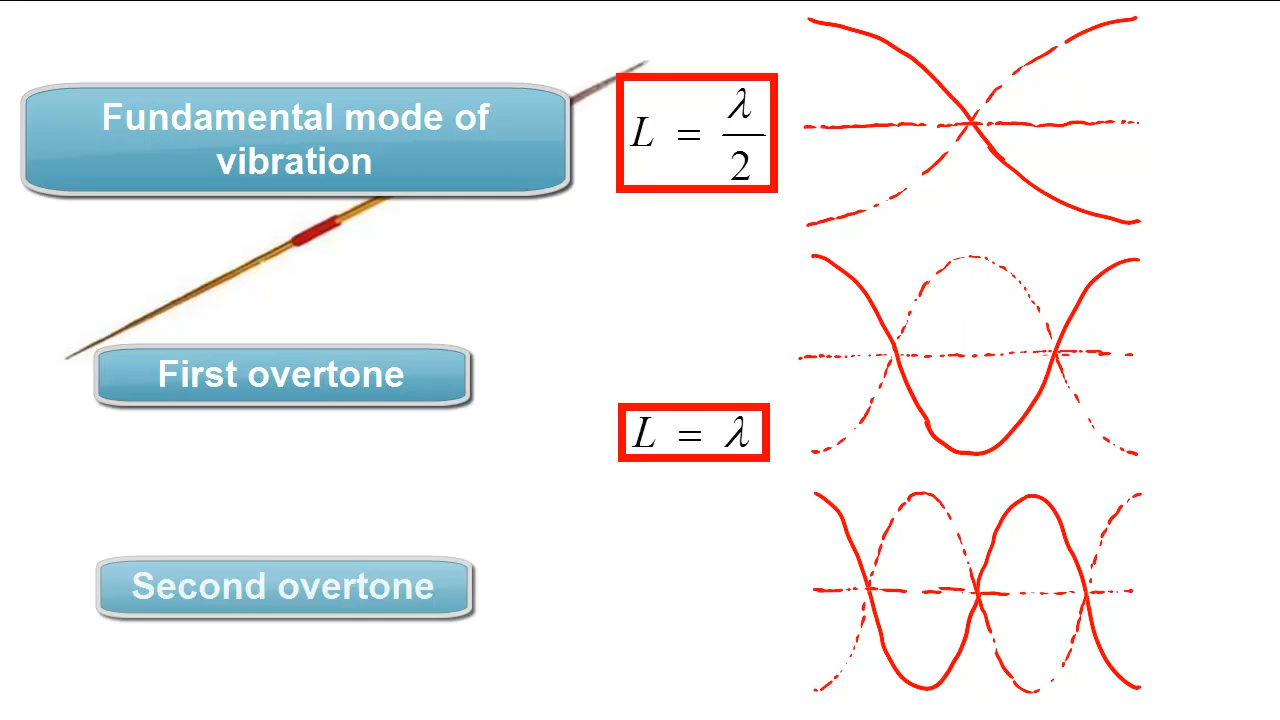 Fundamental mode of
vibration
L = λ/2
First overtone
L = λ
Second overtone